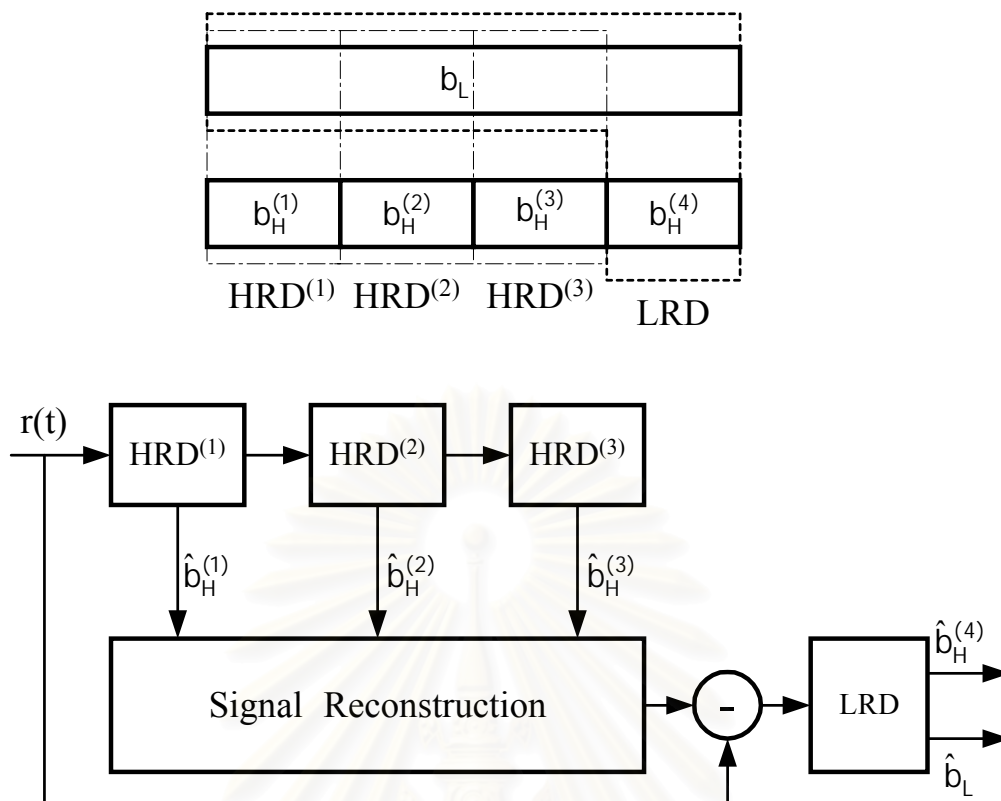 b_L
b_H^(1) b_H^(2) b_H^(3) b_H^(4)
HRD^(1) HRD^(2) HRD^(3) LRD
r(t)
HRD^(1) HRD^(2) HRD^(3)
b̂_H^(1) b̂_H^(2) b̂_H^(3)
b̂_H^(4)
Signal Reconstruction - LRD
b̂_L